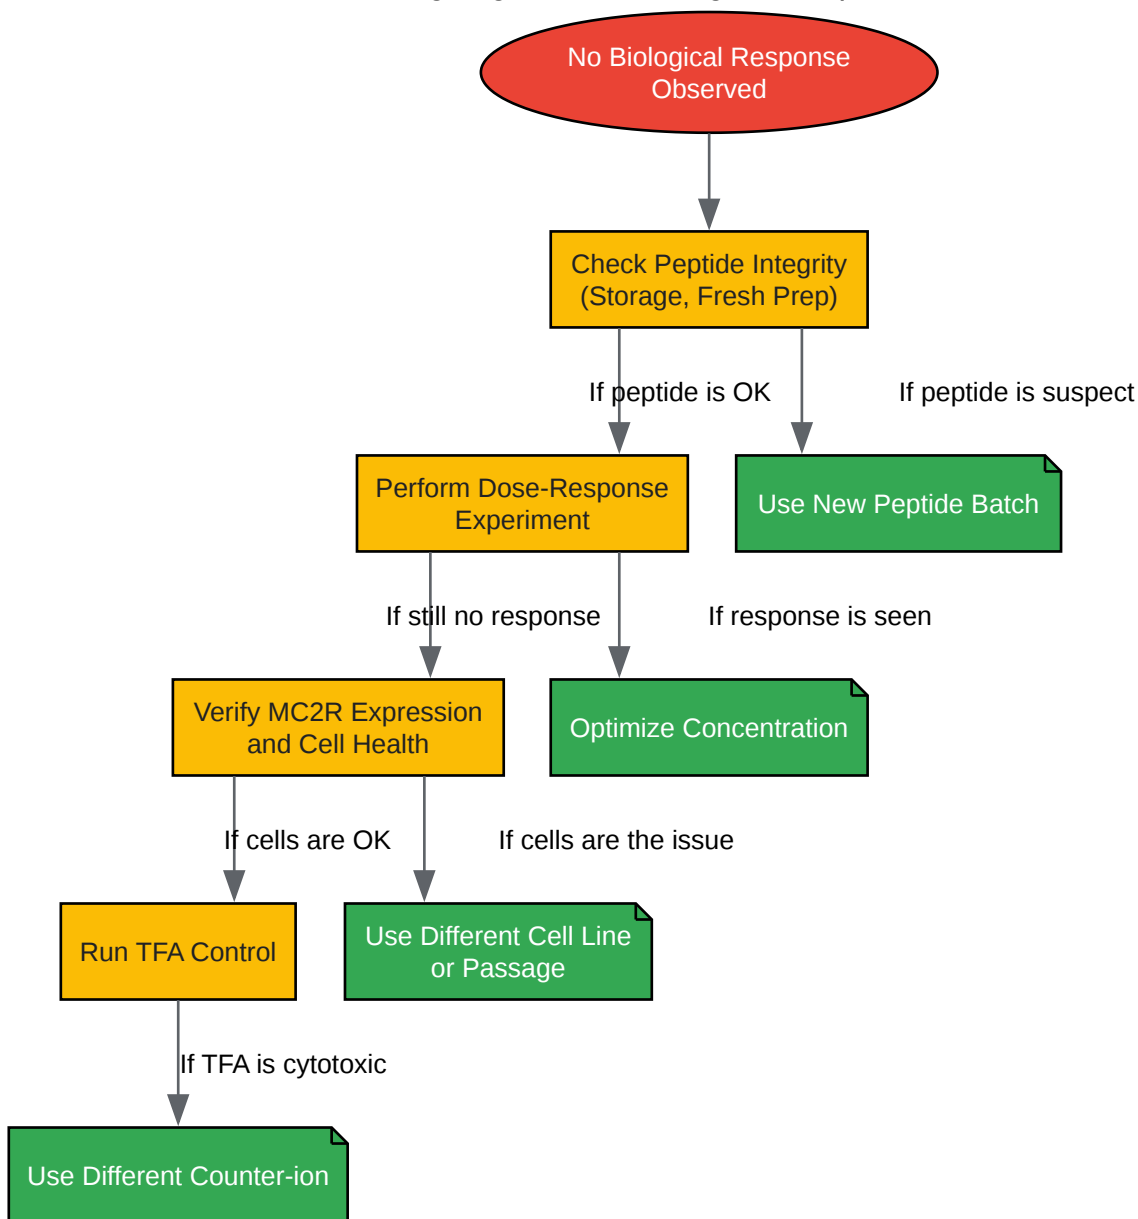 No Biological Response
Observed
Check Peptide Integrity
(Storage, Fresh Prep)
If peptide is OK
If peptide is suspect
Perform Dose-Response
Experiment
Use New Peptide Batch
If still no response
If response is seen
Verify MC2R Expression
and Cell Health
Optimize Concentration
If cells are OK
If cells are the issue
Run TFA Control
Use Different Cell Line
or Passage
If TFA is cytotoxic
Use Different Counter-ion